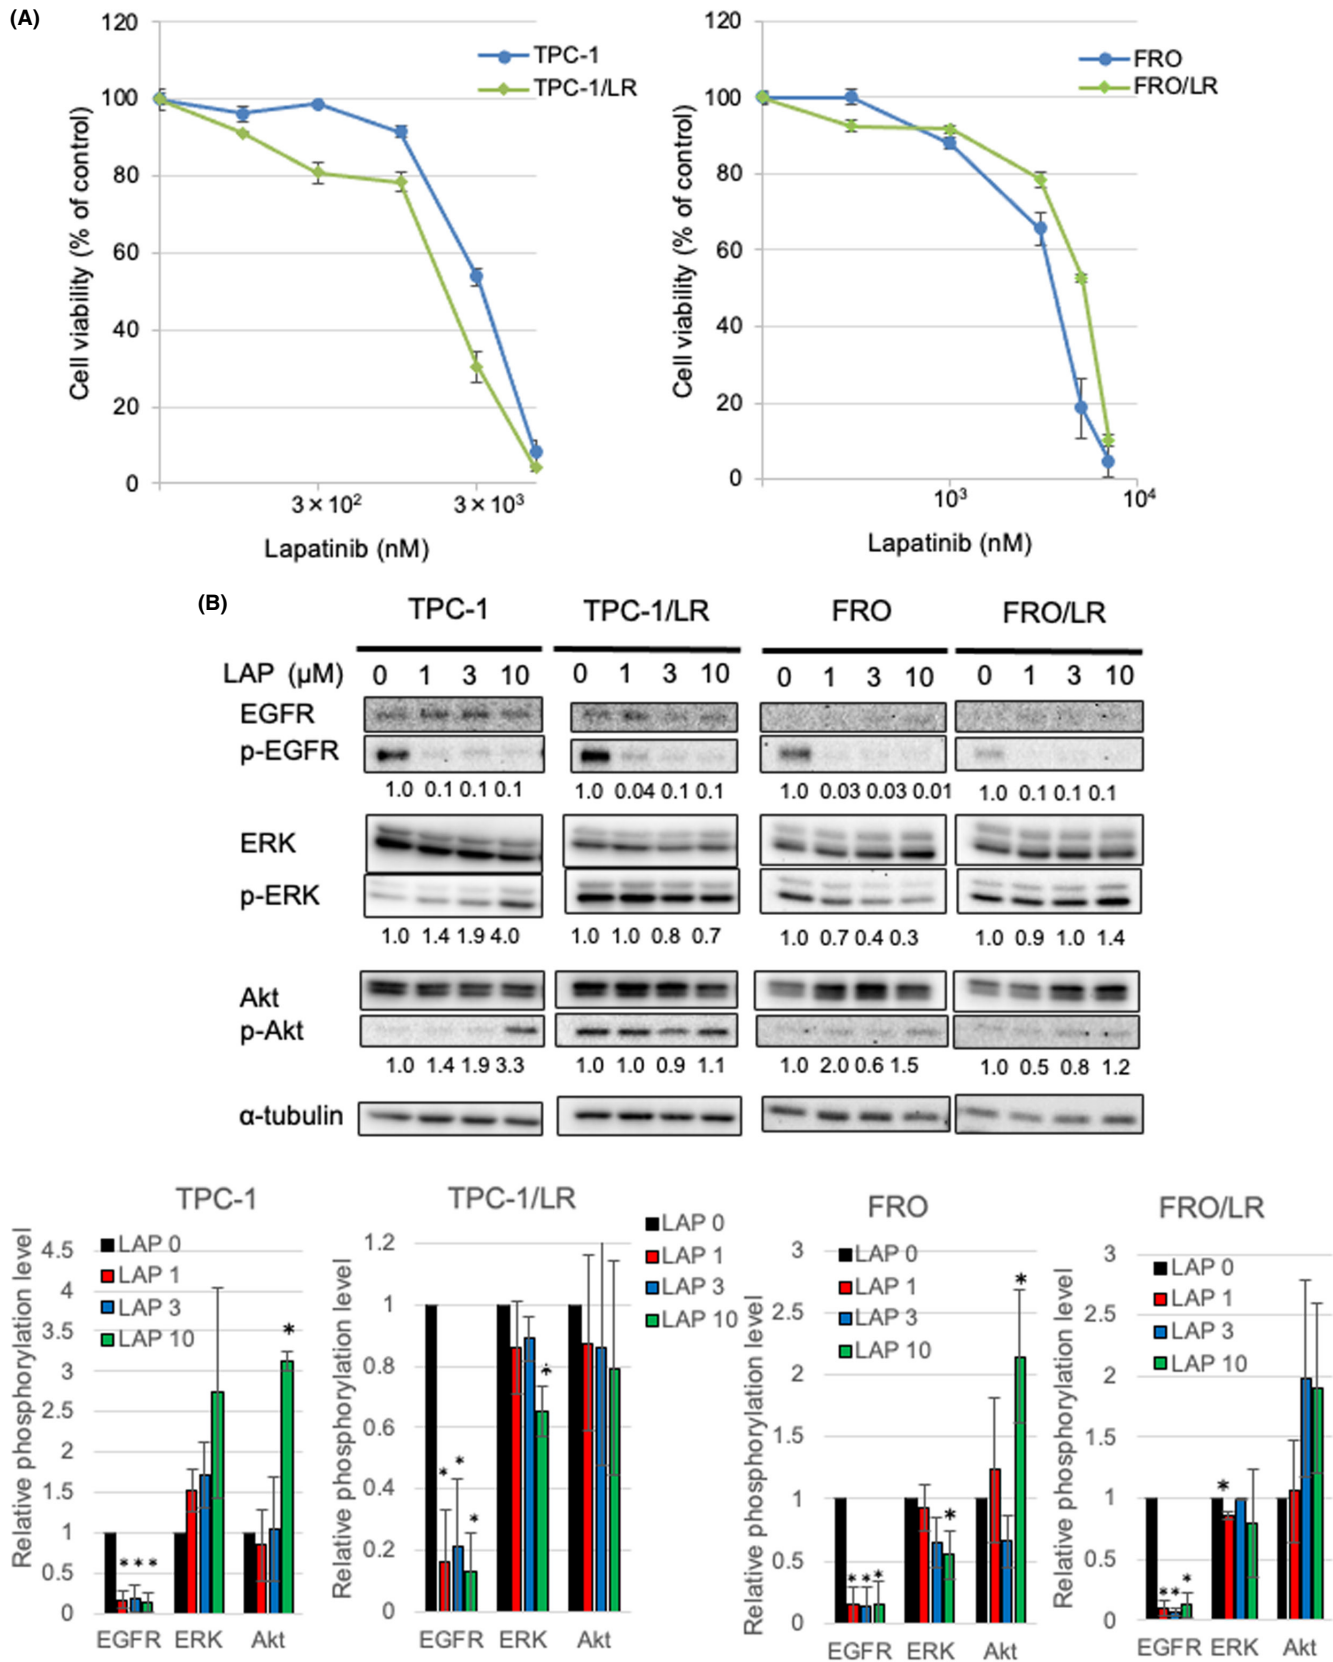 (A)
120
100
80
60
40
20
0
Cell viability (% of control)
TPC-1
TPC-1/LR
3 × 10²
3 × 10³
Lapatinib (nM)
120
100
80
60
40
20
0
Cell viability (% of control)
FRO
FRO/LR
10³
10⁴
Lapatinib (nM)
(B)
TPC-1 TPC-1/LR FRO FRO/LR
LAP (μM) 0 1 3 10 0 1 3 10 0 1 3 10 0 1 3 10
EGFR
p-EGFR
1.0 0.1 0.1 0.1 1.0 0.04 0.1 0.1 1.0 0.03 0.03 0.01 1.0 0.1 0.1 0.1
ERK
p-ERK
1.0 1.4 1.9 4.0 1.0 1.0 0.8 0.7 1.0 0.7 0.4 0.3 1.0 0.9 1.0 1.4
Akt
p-Akt
1.0 1.4 1.9 3.3 1.0 1.0 0.9 1.1 1.0 2.0 0.6 1.5 1.0 0.5 0.8 1.2
α-tubulin
TPC-1
Relative phosphorylation level
4.5
4
3.5
3
2.5
2
1.5
1
0.5
0
LAP 0
LAP 1
LAP 3
LAP 10
* * *
*
EGFR ERK Akt
TPC-1/LR
Relative phosphorylation level
1.2
1
0.8
0.6
0.4
0.2
0
LAP 0
LAP 1
LAP 3
LAP 10
* * *
*
EGFR ERK Akt
FRO
Relative phosphorylation level
3
2.5
2
1.5
1
0.5
0
LAP 0
LAP 1
LAP 3
LAP 10
* * *
*
*
EGFR ERK Akt
FRO/LR
Relative phosphorylation level
3
2.5
2
1.5
1
0.5
0
LAP 0
LAP 1
LAP 3
LAP 10
* * *
*
EGFR ERK Akt